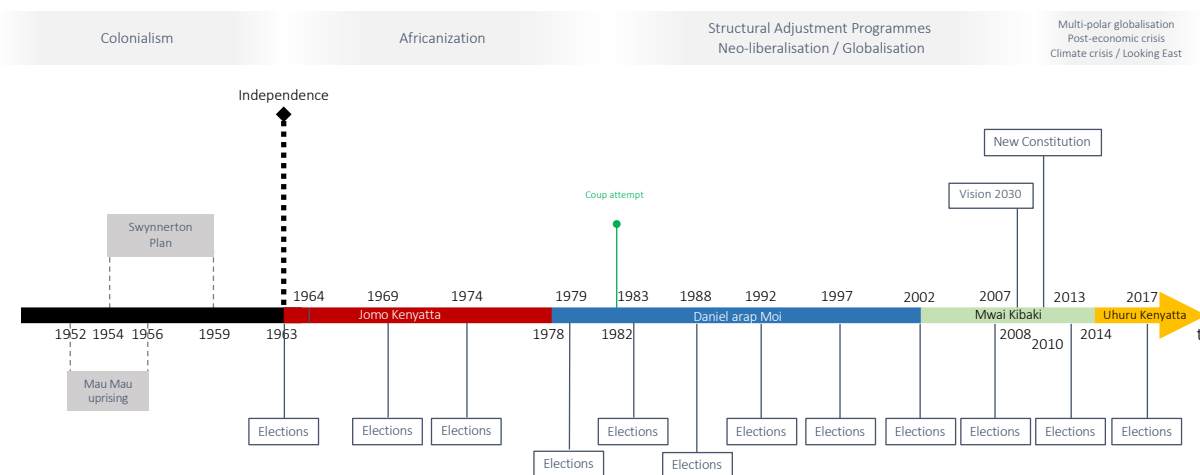 Colonialism
Africanization
Structural Adjustment Programmes
Neo-liberalisation / Globalisation
Multi-polar globalisation
Post-economic crisis
Climate crisis / Looking East
Independence
New Constitution
Vision 2030
Coup attempt
Swynnerton
Plan
1964 1969 1974 1979 1983 1988 1992 1997 2002 2007 2013 2017
Jomo Kenyatta Daniel arap Moi Mwai Kibaki Uhuru Kenyatta
1952 1954 1956 1959 1963 1978 1982 2008 2010 2014 t
Mau Mau
uprising
Elections Elections Elections Elections Elections Elections Elections Elections Elections Elections
Elections Elections